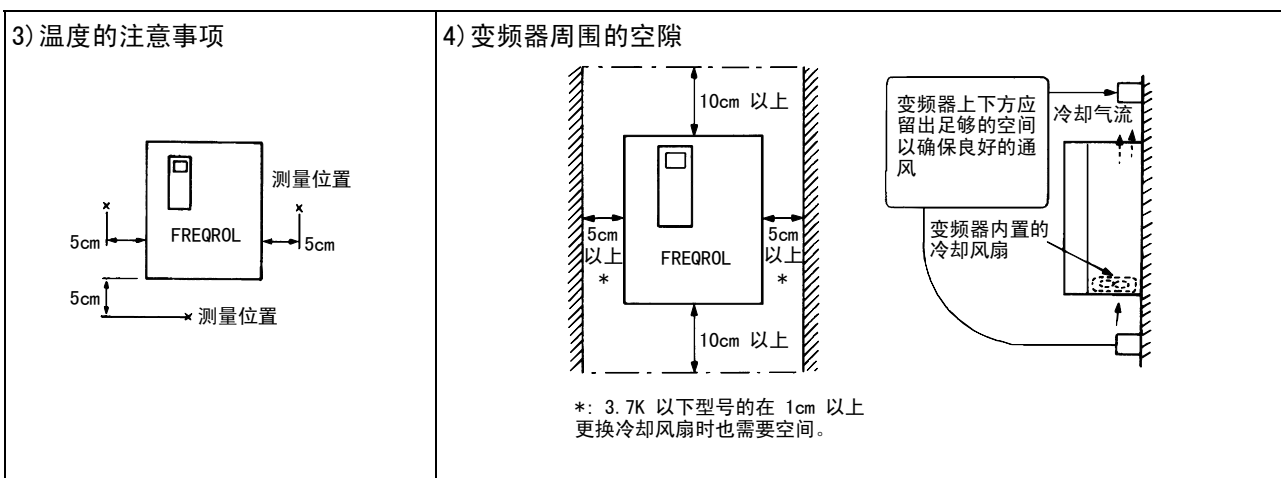 3)温度的注意事项
测量位置
5cm
FREQROL
5cm
5cm
测量位置
4)变频器周围的空隙
10cm 以上
5cm
以上
*
FREQROL
5cm
以上
*
10cm 以上
变频器上下方应
留出足够的空间
以确保良好的通
风
冷却气流
变频器内置的
冷却风扇
*: 3.7K 以下型号的在 1cm 以上
更换冷却风扇时也需要空间。